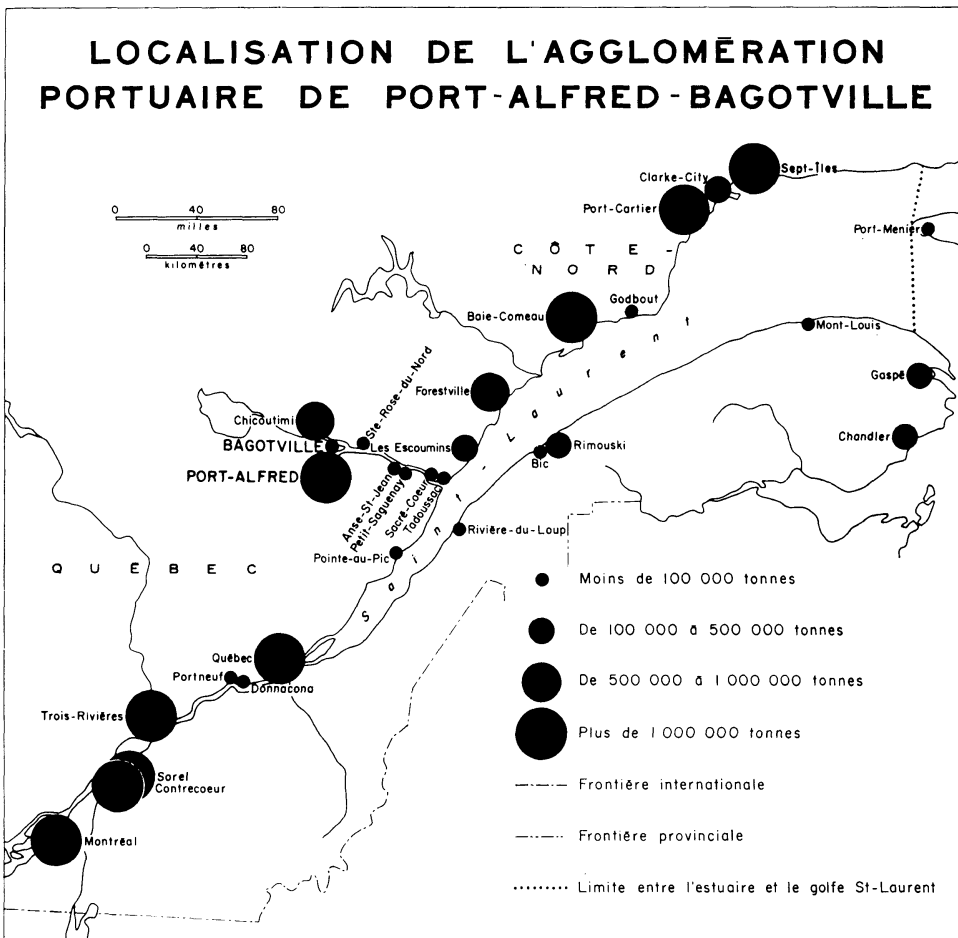 LOCALISATION DE L'AGGLOMĒRATION
PORTUAIRE DE PORT-ALFRED-BAGOTVILLE
0 40 80
milles
0 40 80
kilomètres
Sept-Îles
Clarke-City
Port-Cartier
Port-Menier
CÔTE-
NORD
Godbout
Baie-Comeau
Mont-Louis
Gaspé
Forestville
Ste-Rose-du-Nord
Chicoutimi
BAGOTVILLE
Les Escoumins
PORT-ALFRED
Rimouski
Bic
Chandler
Anse-St-Jean
Petit-Saguenay
Sacré-Coeur
Tadoussac
Saint-Laurent
Rivière-du-Loup
Pointe-au-Pic
QUÉBEC
Québec
Portneuf
Donnacona
Trois-Rivières
Sorel
Contrecoeur
Montréal
Moins de 100 000 tonnes
De 100 000 à 500 000 tonnes
De 500 000 à 1 000 000 tonnes
Plus de 1 000 000 tonnes
Frontière internationale
Frontière provinciale
Limite entre l'estuaire et le golfe St-Laurent